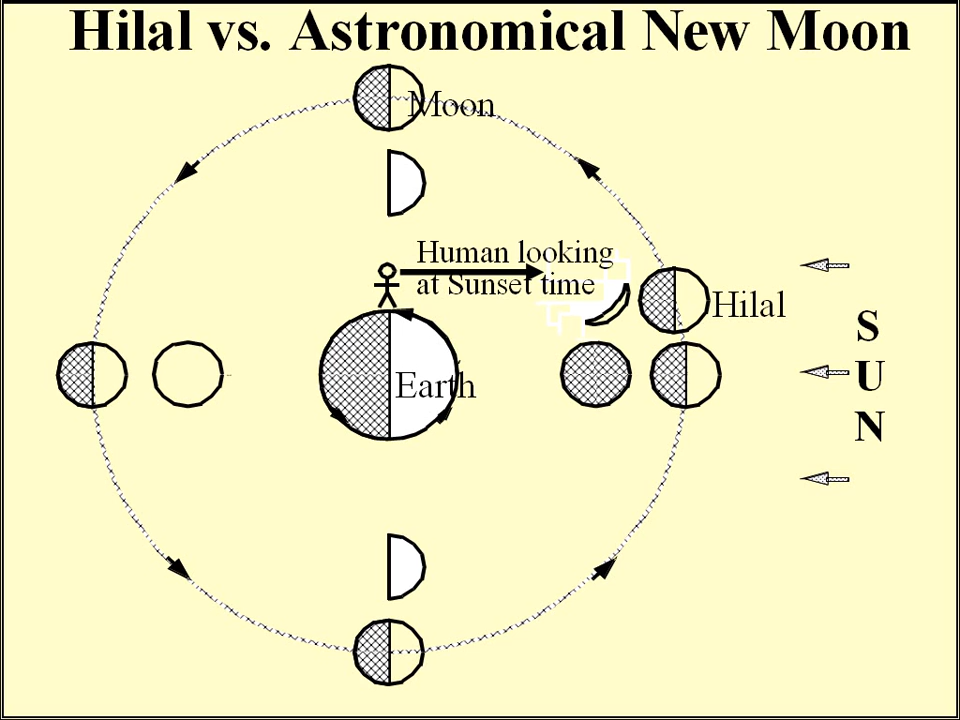 Hilal vs. Astronomical New Moon
Moon
Human looking
at Sunset time
Hilal
Earth
S
U
N